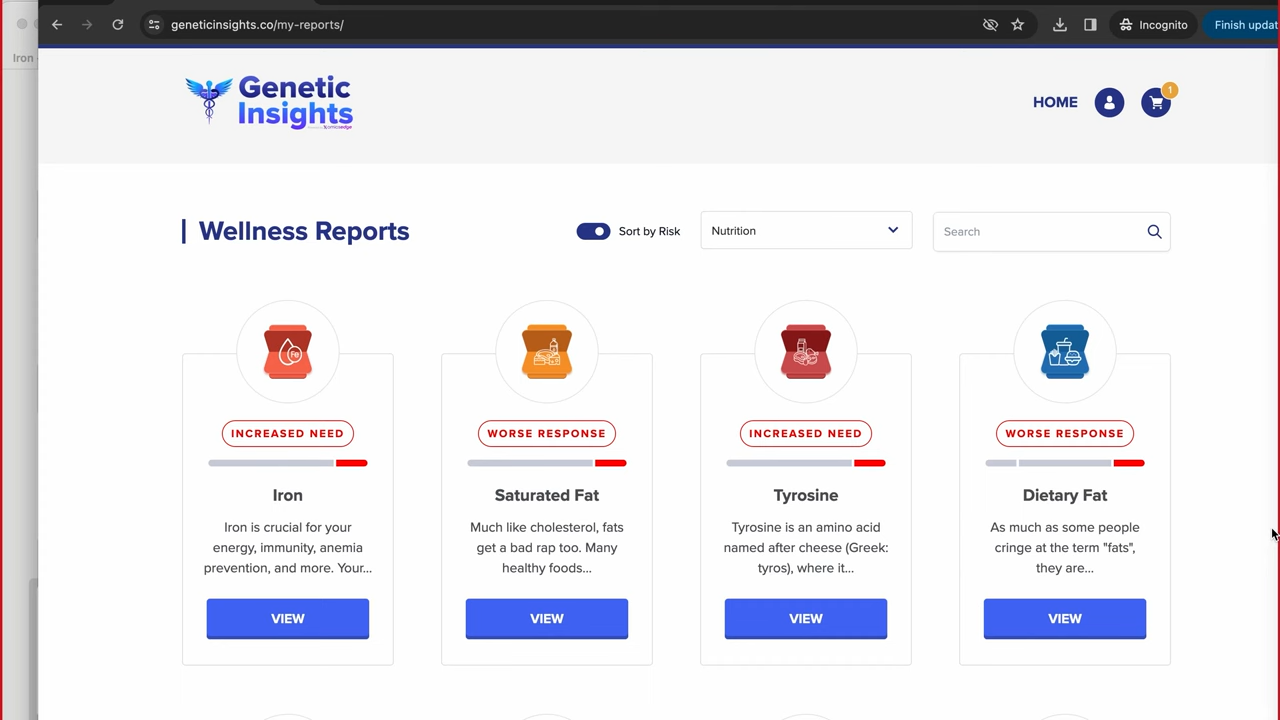 geneticinsights.co/my-reports/
Incognito
Finish updat
Iron
Genetic
Insights
HOME
1
Wellness Reports
Sort by Risk
Nutrition
Search
Fe
INCREASED NEED
WORSE RESPONSE
INCREASED NEED
WORSE RESPONSE
Iron
Saturated Fat
Tyrosine
Dietary Fat
Iron is crucial for your
energy, immunity, anemia
prevention, and more. Your...
Much like cholesterol, fats
get a bad rap too. Many
healthy foods...
Tyrosine is an amino acid
named after cheese (Greek:
tyros), where it...
As much as some people
cringe at the term "fats",
they are...
VIEW
VIEW
VIEW
VIEW